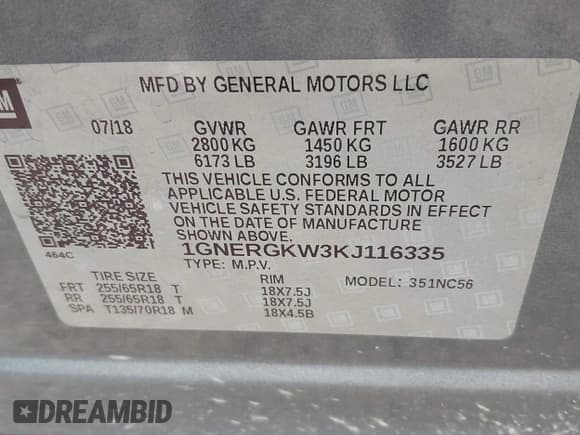 GM
MFD BY GENERAL MOTORS LLC
07/18 GVWR GAWR FRT GAWR RR
2800 KG 1450 KG 1600 KG
6173 LB 3196 LB 3527 LB
THIS VEHICLE CONFORMS TO ALL
APPLICABLE U.S. FEDERAL MOTOR
VEHICLE SAFETY STANDARDS IN EFFECT
ON THE DATE OF MANUFACTURE
SHOWN ABOVE.
464C
1GNERGKW3KJ116335
TYPE: M.P.V. MODEL: 351NC56
TIRE SIZE RIM
FRT 255/65R18 T 18X7.5J
RR 255/65R18 T 18X7.5J
SPA T135/70R18 M 18X4.5B
DREAMBID